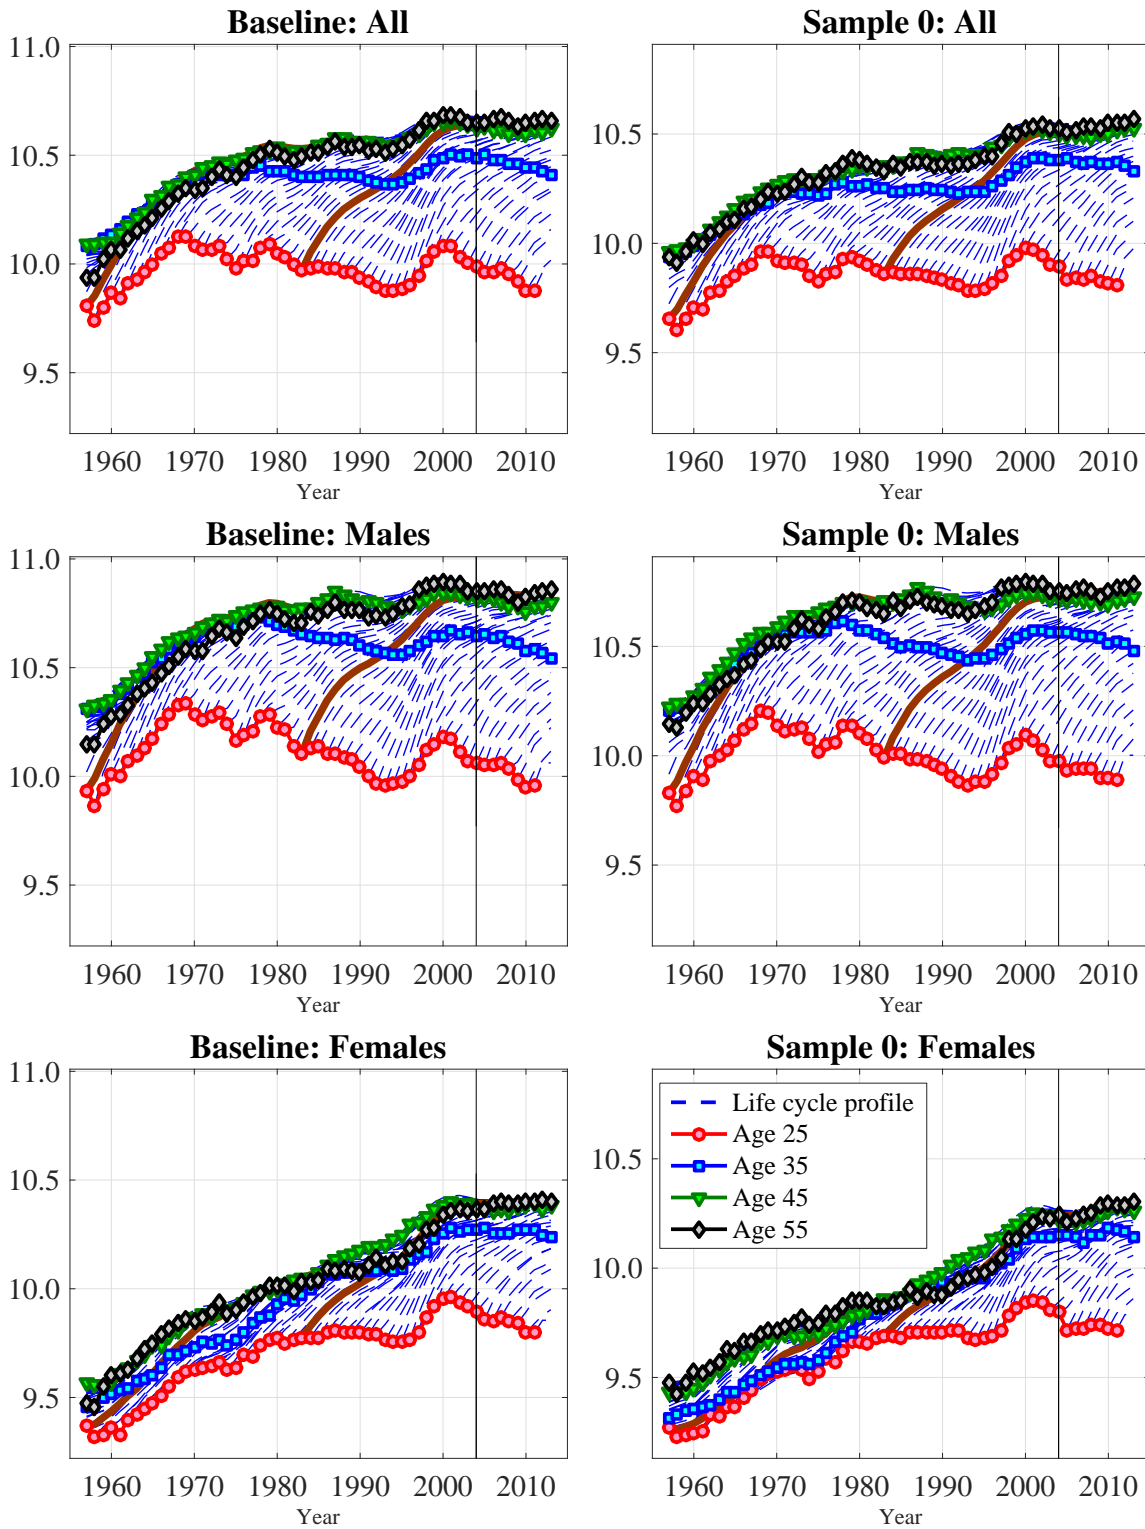 Baseline: All
11.0
10.5
10.0
9.5
1960 1970 1980 1990 2000 2010
Year
Sample 0: All
10.5
10.0
9.5
1960 1970 1980 1990 2000 2010
Year
Baseline: Males
11.0
10.5
10.0
9.5
1960 1970 1980 1990 2000 2010
Year
Sample 0: Males
10.5
10.0
9.5
1960 1970 1980 1990 2000 2010
Year
Baseline: Females
11.0
10.5
10.0
9.5
1960 1970 1980 1990 2000 2010
Year
Sample 0: Females
Life cycle profile
Age 25
Age 35
Age 45
Age 55
10.5
10.0
9.5
1960 1970 1980 1990 2000 2010
Year